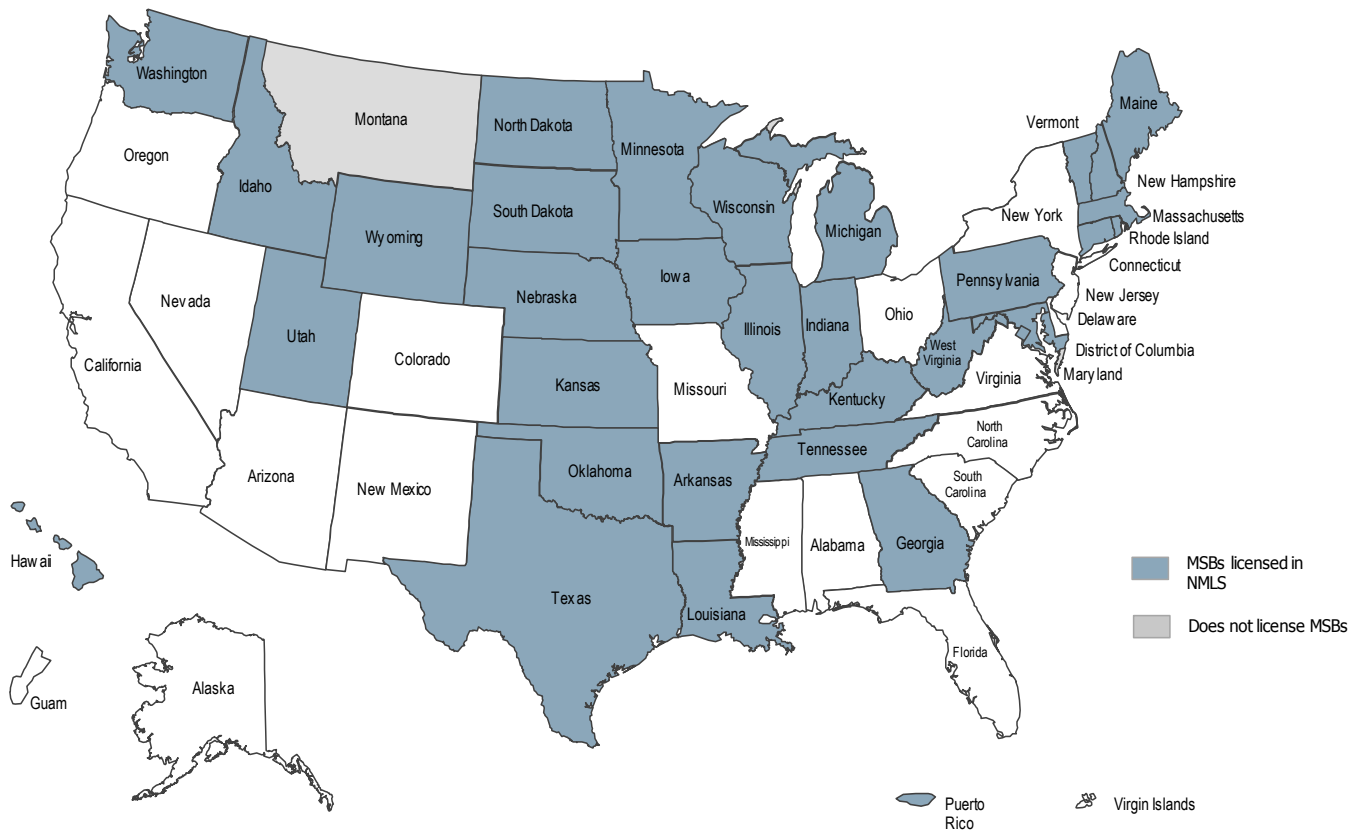 Washington
Montana
North Dakota
Minnesota
Maine
Vermont
Oregon
Idaho
Wisconsin
Michigan
New York
New Hampshire
Massachusetts
Rhode Island
Connecticut
South Dakota
Wyoming
Iowa
Pennsylvania
New Jersey
Delaware
District of Columbia
Maryland
Nevada
Utah
Nebraska
Illinois
Indiana
Ohio
West
Virginia
Virginia
California
Colorado
Kansas
Missouri
Kentucky
North
Carolina
Tennessee
South
Carolina
Arizona
New Mexico
Oklahoma
Arkansas
Mississippi
Alabama
Georgia
Hawaii
Texas
Louisiana
Florida
MSBs licensed in
NMLS
Does not license MSBs
Guam
Alaska
Puerto
Rico
Virgin Islands